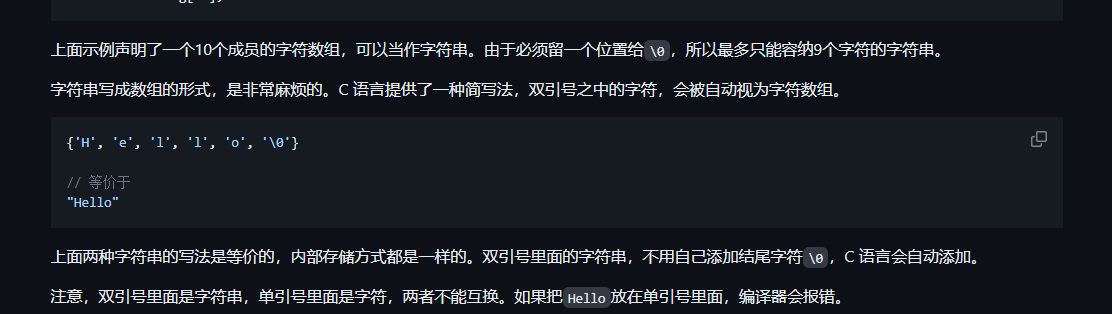 上面示例声明了一个10个成员的字符数组，可以当作字符串。由于必须留一个位置给\0，所以最多只能容纳9个字符的字符串。
字符串写成数组的形式，是非常麻烦的。C 语言提供了一种简写法，双引号之中的字符，会被自动视为字符数组。
{'H', 'e', 'l', 'l', 'o', '\0'}
// 等价于
"Hello"
上面两种字符串的写法是等价的，内部存储方式都是一样的。双引号里面的字符串，不用自己添加结尾字符\0，C 语言会自动添加。
注意，双引号里面是字符串，单引号里面是字符，两者不能互换。如果把Hello放在单引号里面，编译器会报错。